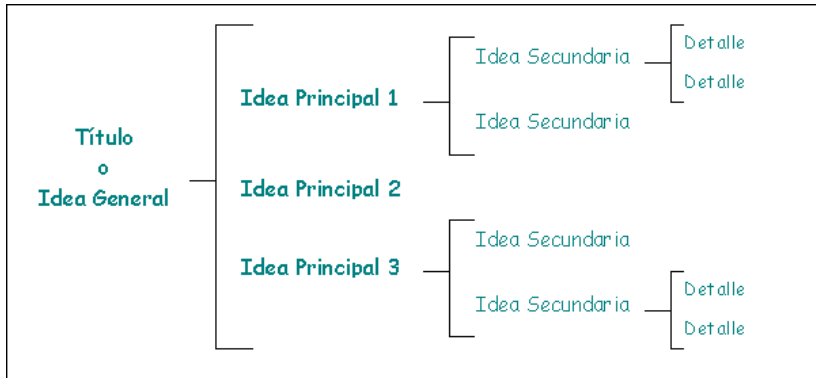 Título
o
Idea General
Idea Principal 1
Idea Secundaria
Detalle
Detalle
Idea Secundaria
Idea Principal 2
Idea Principal 3
Idea Secundaria
Idea Secundaria
Detalle
Detalle